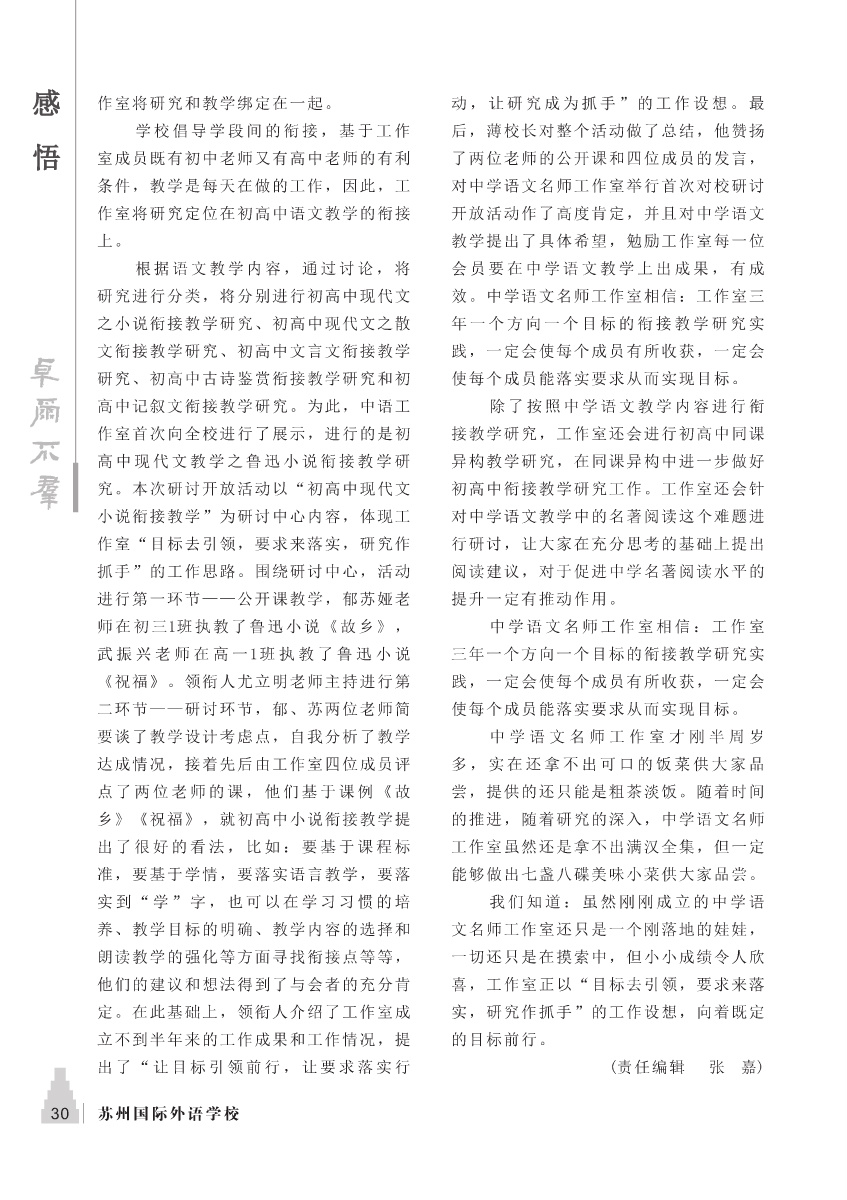 感
悟
卓
尔
不
群
作室将研究和教学绑定在一起。
学校倡导学段间的衔接，基于工作
室成员既有初中老师又有高中老师的有利
条件，教学是每天在做的工作，因此，工
作室将研究定位在初高中语文教学的衔接
上。
根据语文教学内容，通过讨论，将
研究进行分类，将分别进行初高中现代文
之小说衔接教学研究、初高中现代文之散
文衔接教学研究、初高中文言文衔接教学
研究、初高中古诗鉴赏衔接教学研究和初
高中记叙文衔接教学研究。为此，中语工
作室首次向全校进行了展示，进行的是初
高中现代文教学之鲁迅小说衔接教学研
究。本次研讨开放活动以“初高中现代文
小说衔接教学”为研讨中心内容，体现工
作室“目标去引领，要求来落实，研究作
抓手”的工作思路。围绕研讨中心，活动
进行第一环节——公开课教学，郁苏娅老
师在初三1班执教了鲁迅小说《故乡》，
武振兴老师在高一1班执教了鲁迅小说
《祝福》。领衔人尤立明老师主持进行第
二环节——研讨环节，郁、苏两位老师简
要谈了教学设计考虑点，自我分析了教学
达成情况，接着先后由工作室四位成员评
点了两位老师的课，他们基于课例《故
乡》《祝福》，就初高中小说衔接教学提
出了很好的看法，比如：要基于课程标
准，要基于学情，要落实语言教学，要落
实到“学”字，也可以在学习习惯的培
养、教学目标的明确、教学内容的选择和
朗读教学的强化等方面寻找衔接点等等，
他们的建议和想法得到了与会者的充分肯
定。在此基础上，领衔人介绍了工作室成
立不到半年来的工作成果和工作情况，提
出了“让目标引领前行，让要求落实行
动，让研究成为抓手”的工作设想。最
后，薄校长对整个活动做了总结，他赞扬
了两位老师的公开课和四位成员的发言，
对中学语文名师工作室举行首次对校研讨
开放活动作了高度肯定，并且对中学语文
教学提出了具体希望，勉励工作室每一位
会员要在中学语文教学上出成果，有成
效。中学语文名师工作室相信：工作室三
年一个方向一个目标的衔接教学研究实
践，一定会使每个成员有所收获，一定会
使每个成员能落实要求从而实现目标。
除了按照中学语文教学内容进行衔
接教学研究，工作室还会进行初高中同课
异构教学研究，在同课异构中进一步做好
初高中衔接教学研究工作。工作室还会针
对中学语文教学中的名著阅读这个难题进
行研讨，让大家在充分思考的基础上提出
阅读建议，对于促进中学名著阅读水平的
提升一定有推动作用。
中学语文名师工作室相信：工作室
三年一个方向一个目标的衔接教学研究实
践，一定会使每个成员有所收获，一定会
使每个成员能落实要求从而实现目标。
中学语文名师工作室才刚半周岁
多，实在还拿不出可口的饭菜供大家品
尝，提供的还只能是粗茶淡饭。随着时间
的推进，随着研究的深入，中学语文名师
工作室虽然还是拿不出满汉全集，但一定
能够做出七盏八碟美味小菜供大家品尝。
我们知道：虽然刚刚成立的中学语
文名师工作室还只是一个刚落地的娃娃，
一切还只是在摸索中，但小小成绩令人欣
喜，工作室正以“目标去引领，要求来落
实，研究作抓手”的工作设想，向着既定
的目标前行。
(责任编辑 张 嘉)
30 苏州国际外语学校